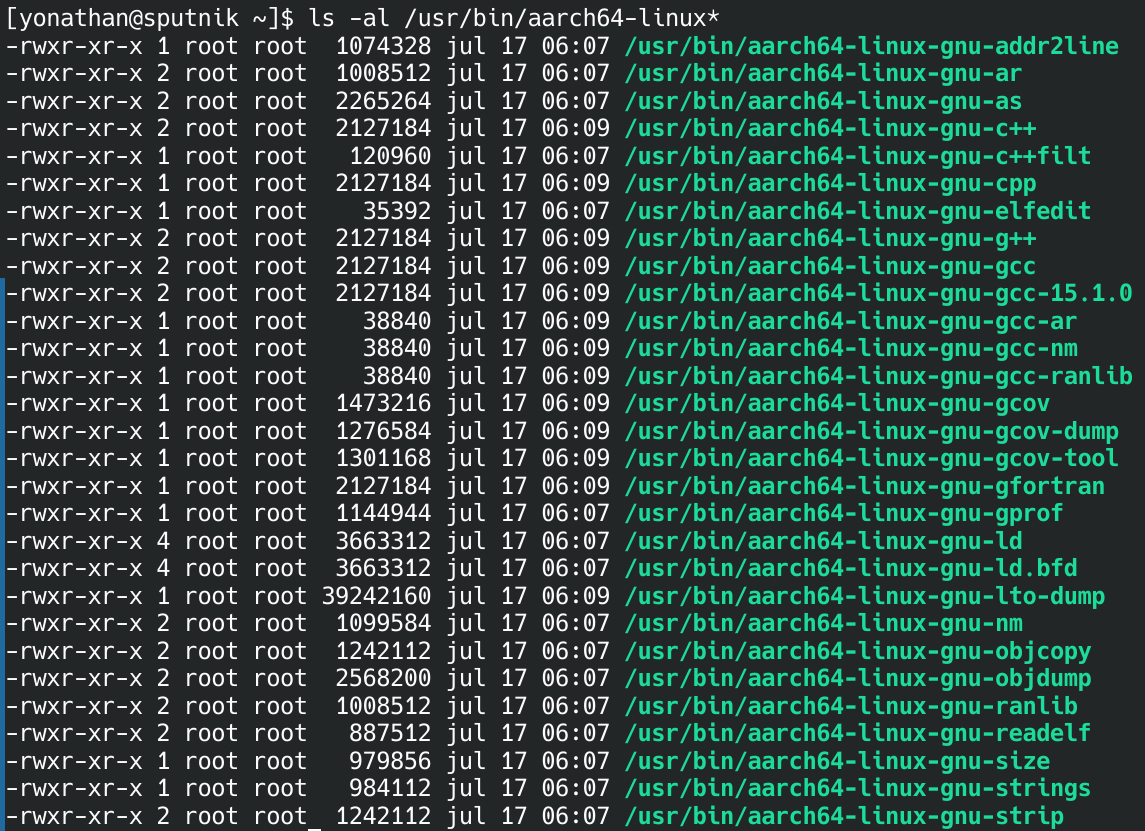 [yonathan@sputnik ~]$ ls -al /usr/bin/aarch64-linux*
-rwxr-xr-x 1 root root  1074328 jul 17 06:07 /usr/bin/aarch64-linux-gnu-addr2line
-rwxr-xr-x 2 root root  1008512 jul 17 06:07 /usr/bin/aarch64-linux-gnu-ar
-rwxr-xr-x 2 root root  2265264 jul 17 06:07 /usr/bin/aarch64-linux-gnu-as
-rwxr-xr-x 2 root root  2127184 jul 17 06:09 /usr/bin/aarch64-linux-gnu-c++
-rwxr-xr-x 1 root root   120960 jul 17 06:07 /usr/bin/aarch64-linux-gnu-c++filt
-rwxr-xr-x 1 root root  2127184 jul 17 06:09 /usr/bin/aarch64-linux-gnu-cpp
-rwxr-xr-x 1 root root    35392 jul 17 06:07 /usr/bin/aarch64-linux-gnu-elfedit
-rwxr-xr-x 2 root root  2127184 jul 17 06:09 /usr/bin/aarch64-linux-gnu-g++
-rwxr-xr-x 2 root root  2127184 jul 17 06:09 /usr/bin/aarch64-linux-gnu-gcc
-rwxr-xr-x 2 root root  2127184 jul 17 06:09 /usr/bin/aarch64-linux-gnu-gcc-15.1.0
-rwxr-xr-x 1 root root    38840 jul 17 06:09 /usr/bin/aarch64-linux-gnu-gcc-ar
-rwxr-xr-x 1 root root    38840 jul 17 06:09 /usr/bin/aarch64-linux-gnu-gcc-nm
-rwxr-xr-x 1 root root    38840 jul 17 06:09 /usr/bin/aarch64-linux-gnu-gcc-ranlib
-rwxr-xr-x 1 root root  1473216 jul 17 06:09 /usr/bin/aarch64-linux-gnu-gcov
-rwxr-xr-x 1 root root  1276584 jul 17 06:09 /usr/bin/aarch64-linux-gnu-gcov-dump
-rwxr-xr-x 1 root root  1301168 jul 17 06:09 /usr/bin/aarch64-linux-gnu-gcov-tool
-rwxr-xr-x 1 root root  2127184 jul 17 06:09 /usr/bin/aarch64-linux-gnu-gfortran
-rwxr-xr-x 1 root root  1144944 jul 17 06:07 /usr/bin/aarch64-linux-gnu-gprof
-rwxr-xr-x 4 root root  3663312 jul 17 06:07 /usr/bin/aarch64-linux-gnu-ld
-rwxr-xr-x 4 root root  3663312 jul 17 06:07 /usr/bin/aarch64-linux-gnu-ld.bfd
-rwxr-xr-x 1 root root 39242160 jul 17 06:09 /usr/bin/aarch64-linux-gnu-lto-dump
-rwxr-xr-x 2 root root  1099584 jul 17 06:07 /usr/bin/aarch64-linux-gnu-nm
-rwxr-xr-x 2 root root  1242112 jul 17 06:07 /usr/bin/aarch64-linux-gnu-objcopy
-rwxr-xr-x 2 root root  2568200 jul 17 06:07 /usr/bin/aarch64-linux-gnu-objdump
-rwxr-xr-x 2 root root  1008512 jul 17 06:07 /usr/bin/aarch64-linux-gnu-ranlib
-rwxr-xr-x 2 root root   887512 jul 17 06:07 /usr/bin/aarch64-linux-gnu-readelf
-rwxr-xr-x 1 root root   979856 jul 17 06:07 /usr/bin/aarch64-linux-gnu-size
-rwxr-xr-x 1 root root   984112 jul 17 06:07 /usr/bin/aarch64-linux-gnu-strings
-rwxr-xr-x 2 root root  1242112 jul 17 06:07 /usr/bin/aarch64-linux-gnu-strip